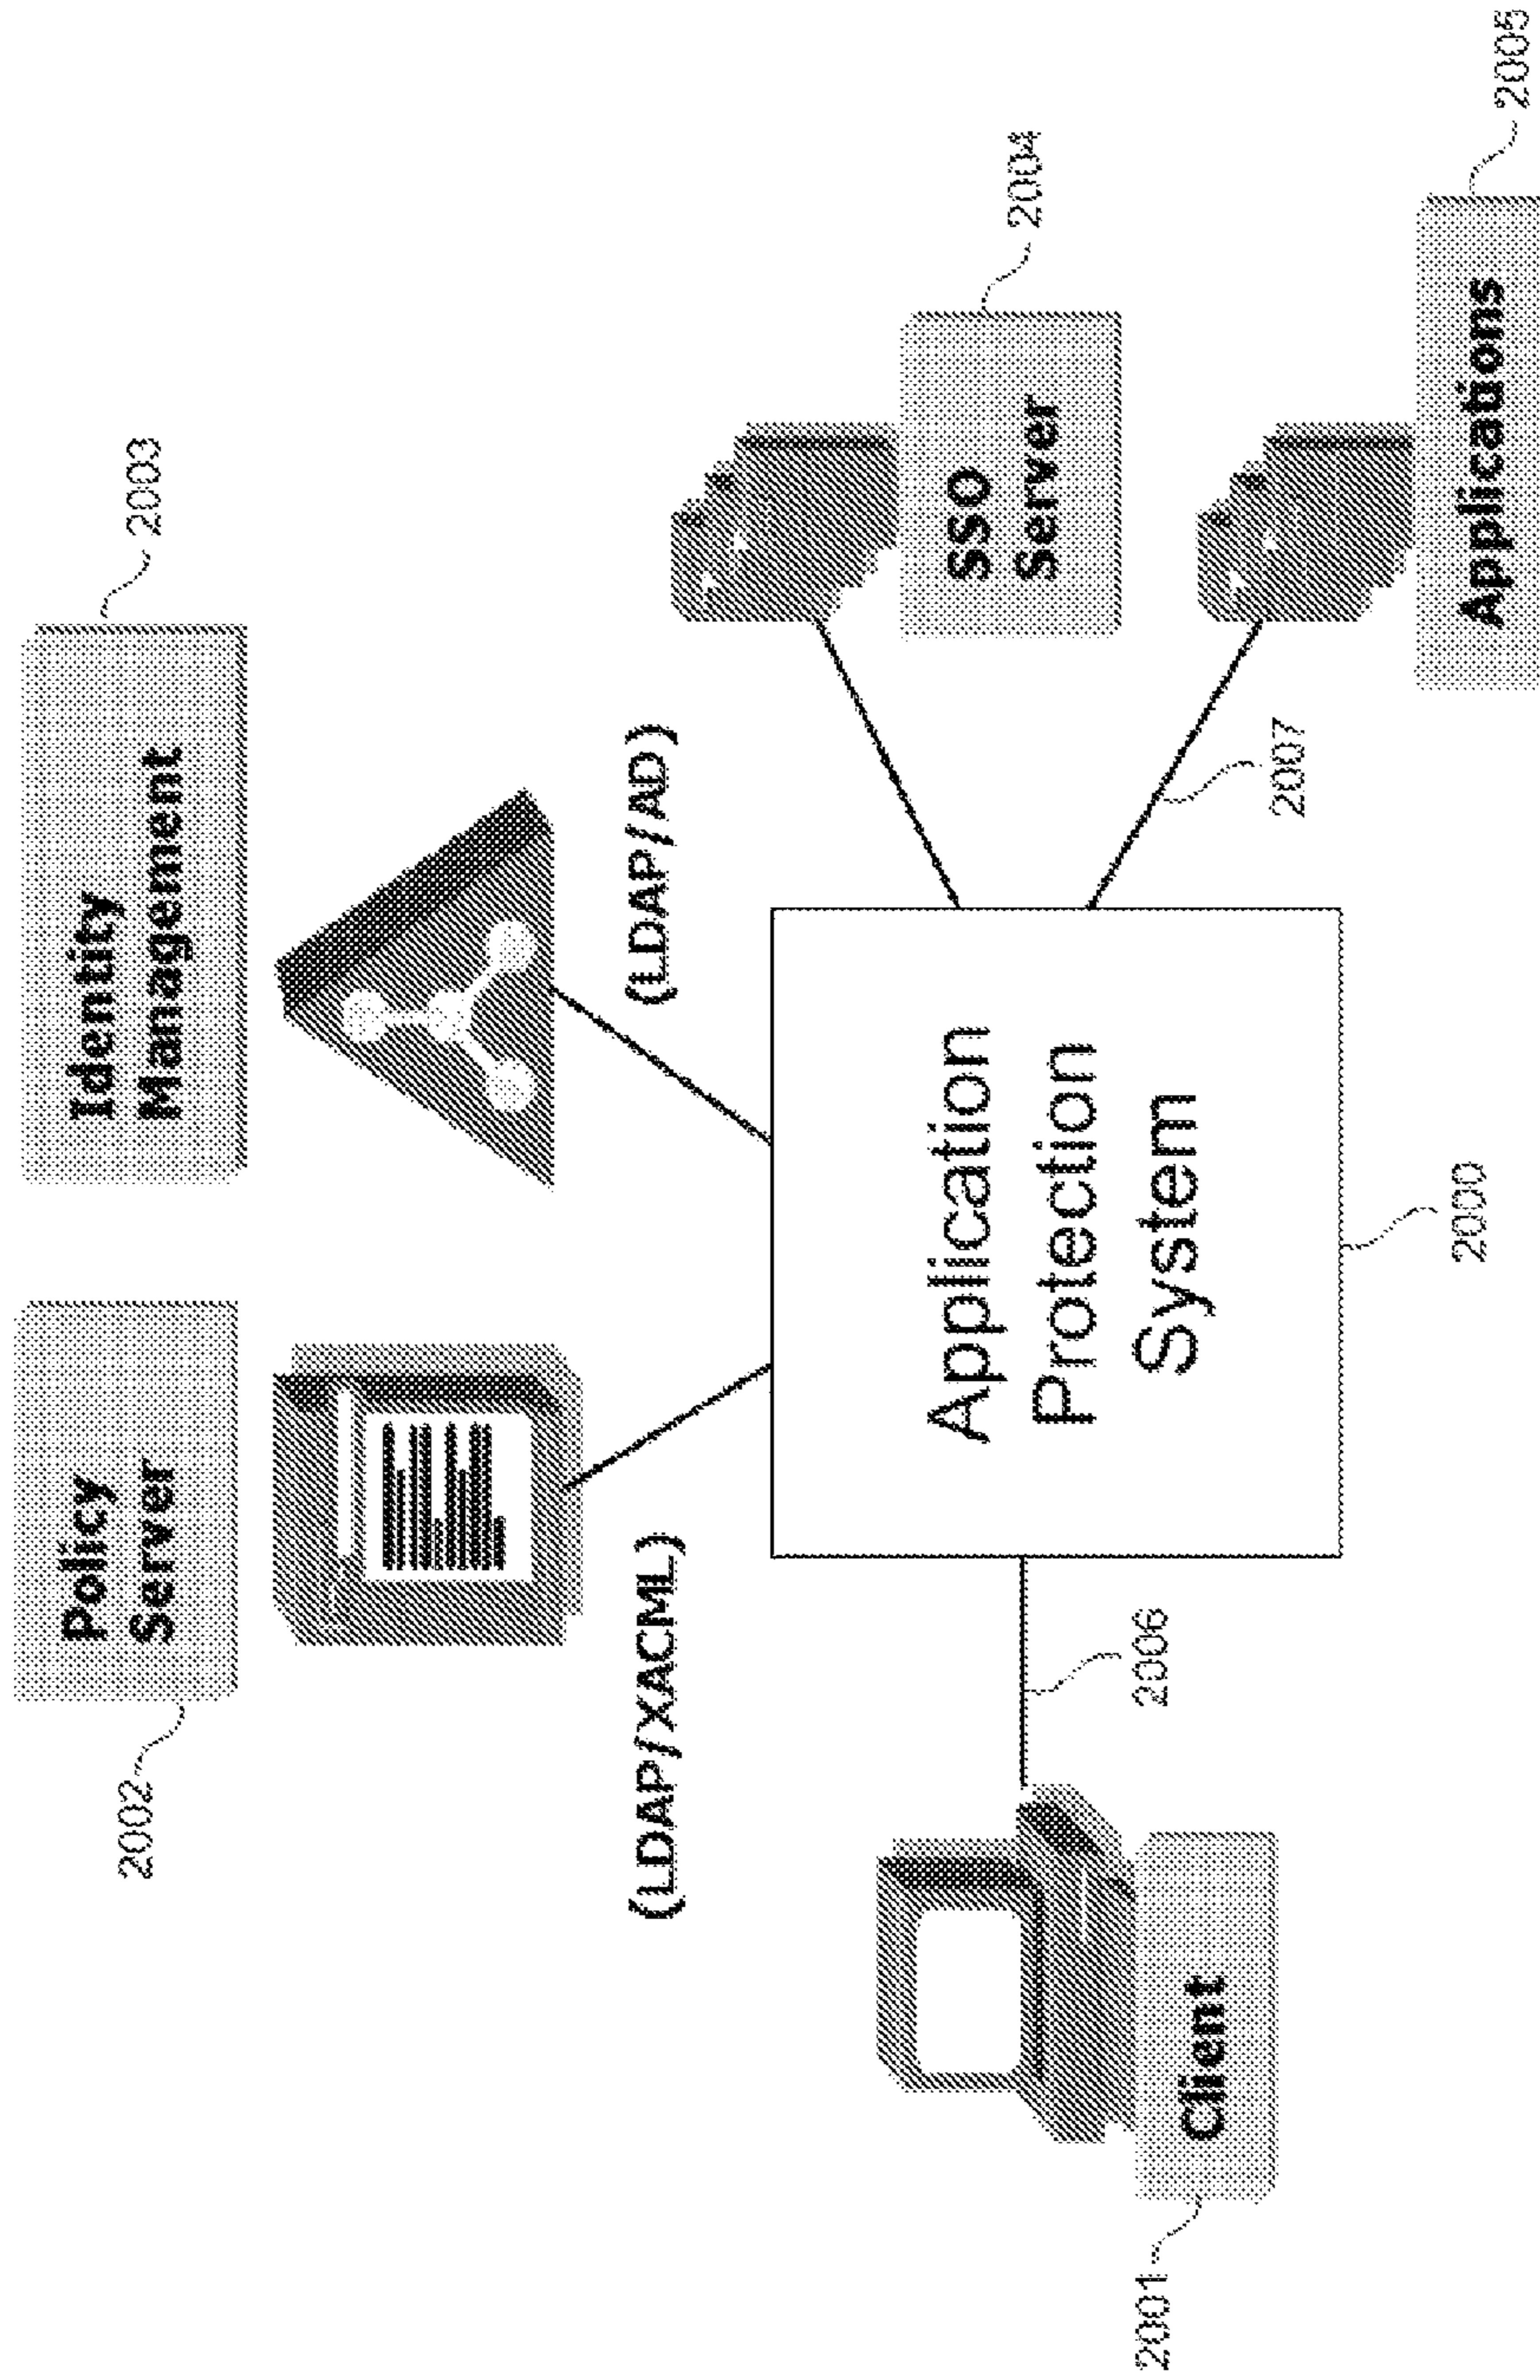 2002
Policy
Server
Identity
Management
2003
(LDAP/XACML)
(LDAP/AD)
2001
Client
2006
Application
Protection
System
2000
2007
SSO
Server
2004
Applications
2005